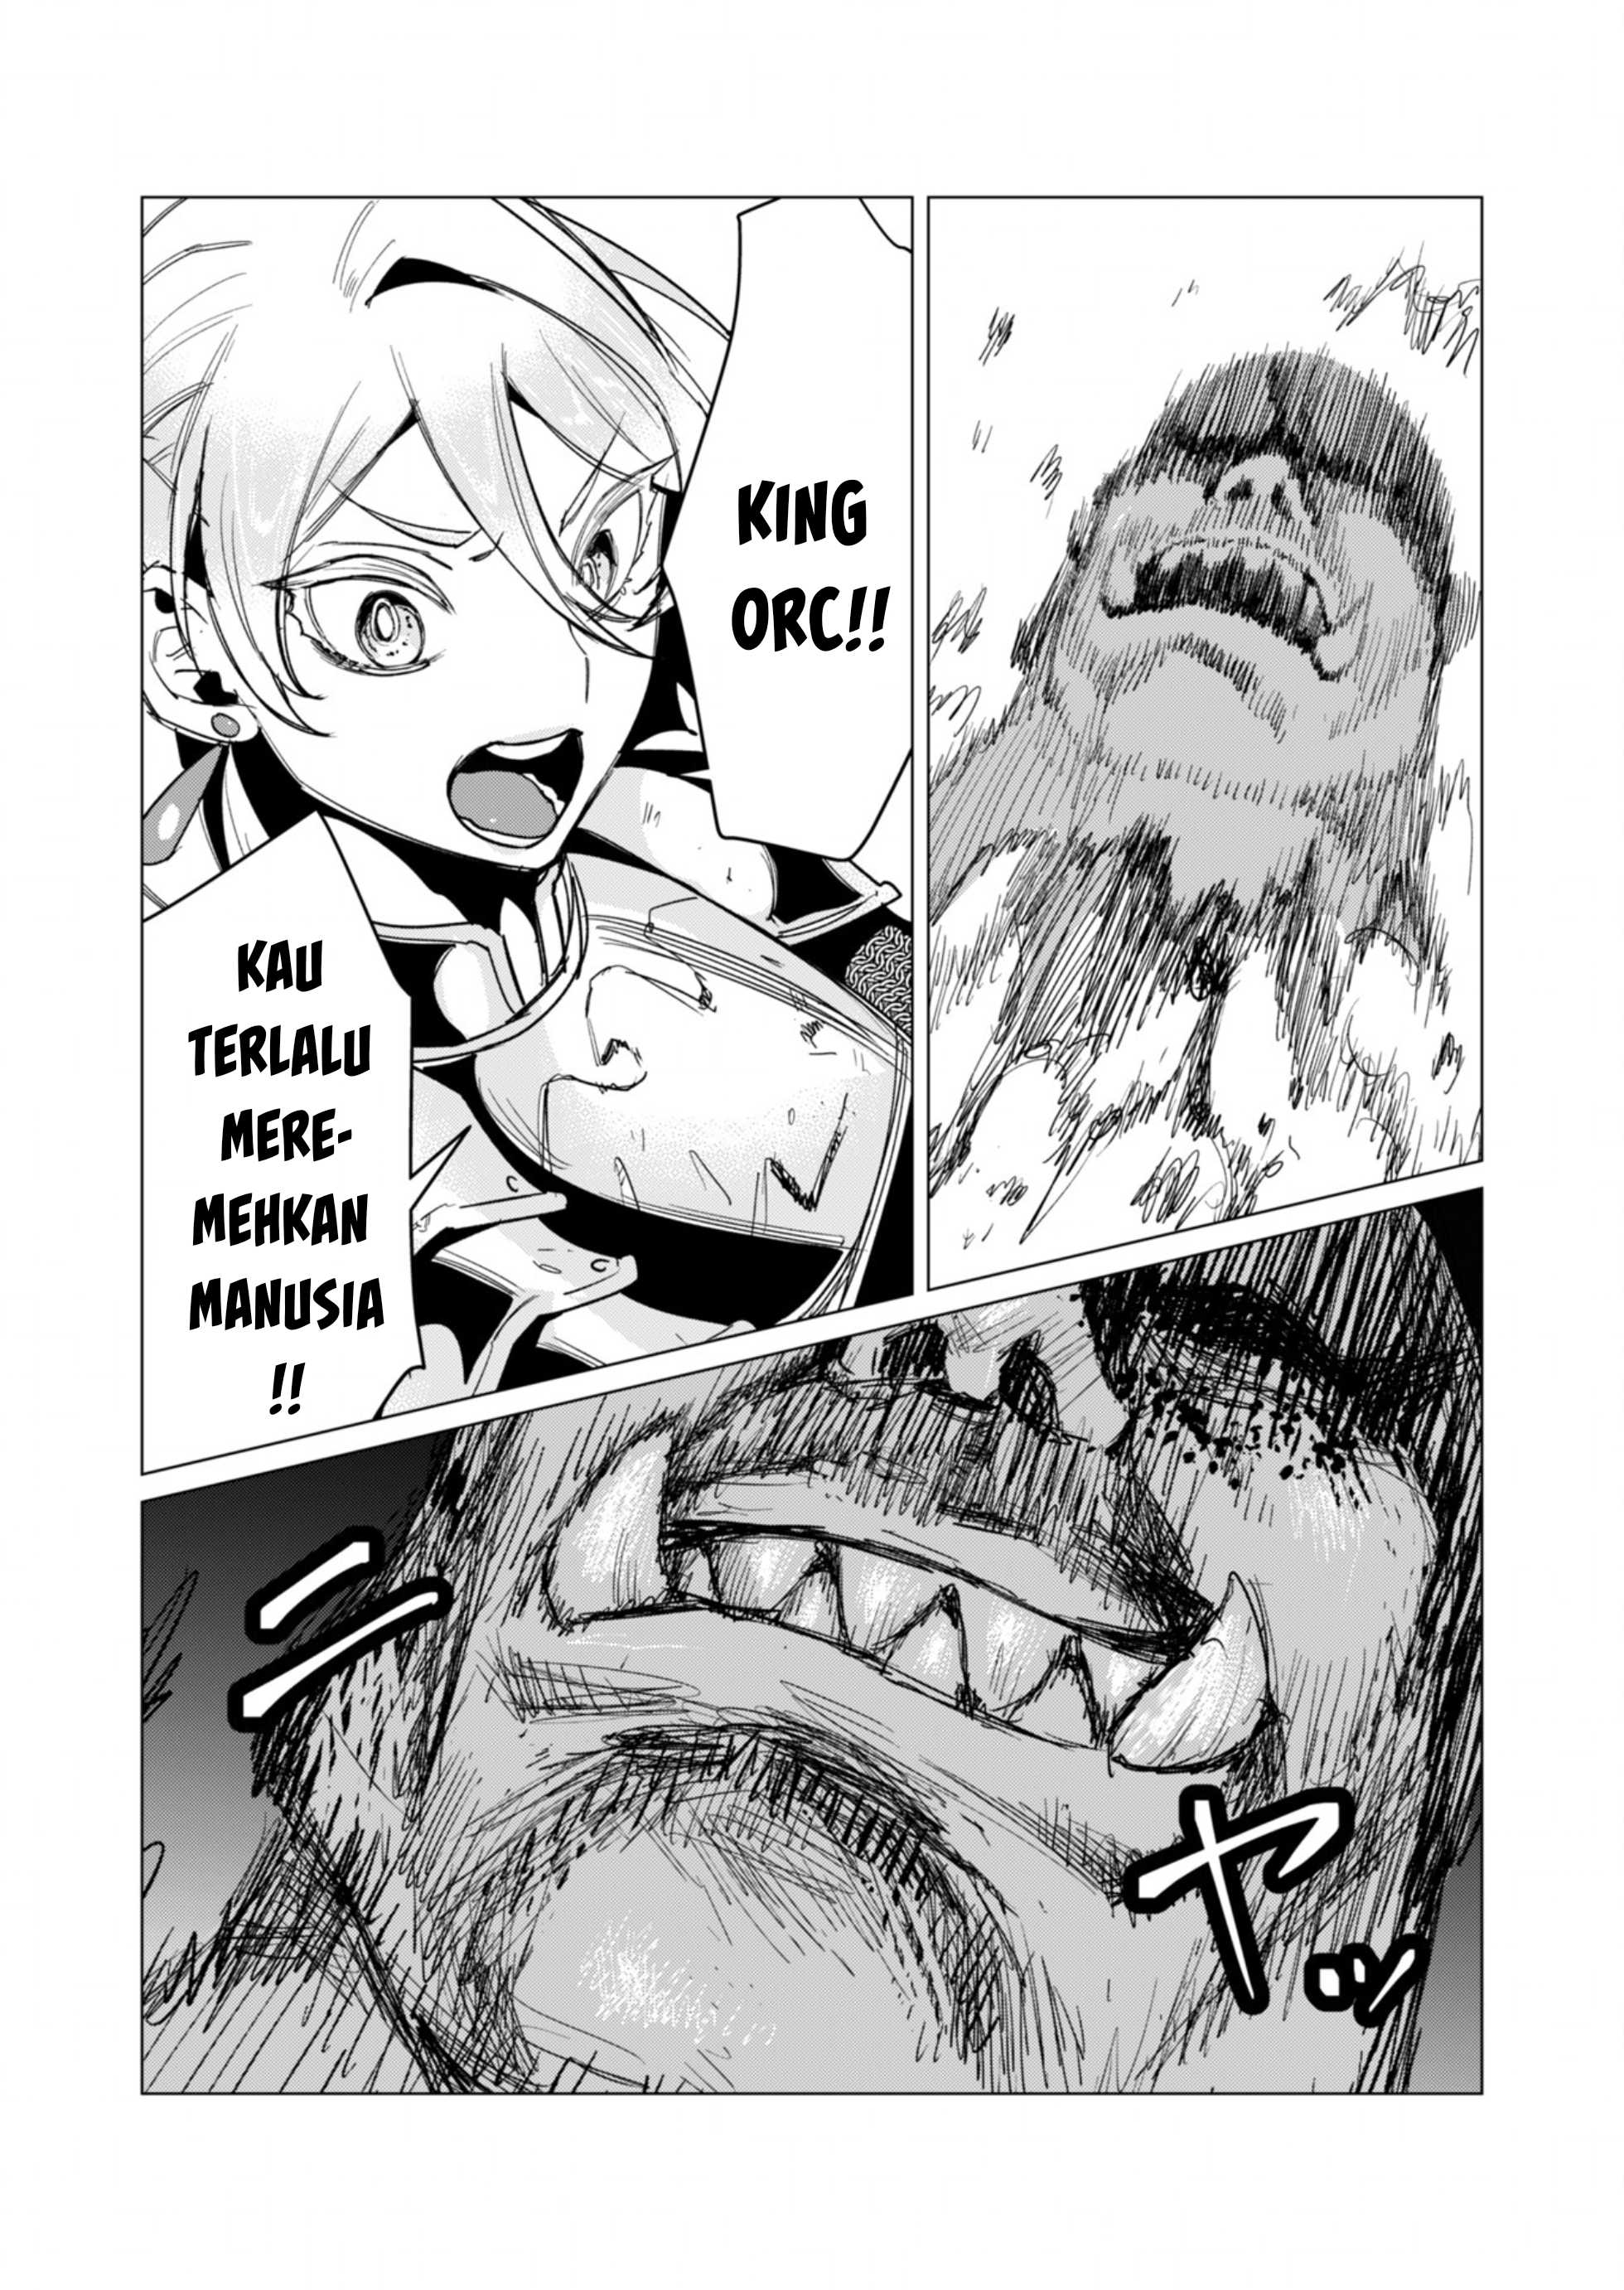 KING
ORC!!
KAU
TERLALU
MERE-
MEHKAN
MANUSIA
!!
ニ
ヤッ